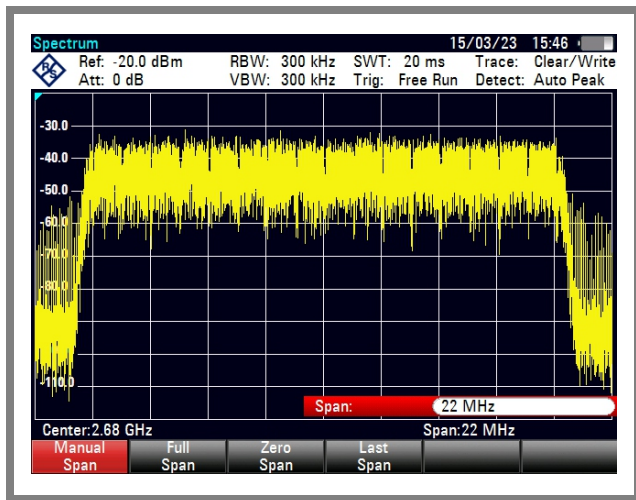 Spectrum 15/03/23 15:46
R&S Ref: -20.0 dBm RBW: 300 kHz SWT: 20 ms Trace: Clear/Write
Att: 0 dB VBW: 300 kHz Trig: Free Run Detect: Auto Peak
-30.0
-40.0
-50.0
-60.0
-70.0
-80.0
-110.0
Span: 22 MHz
Center:2.68 GHz Span:22 MHz
Manual Span Full Span Zero Span Last Span